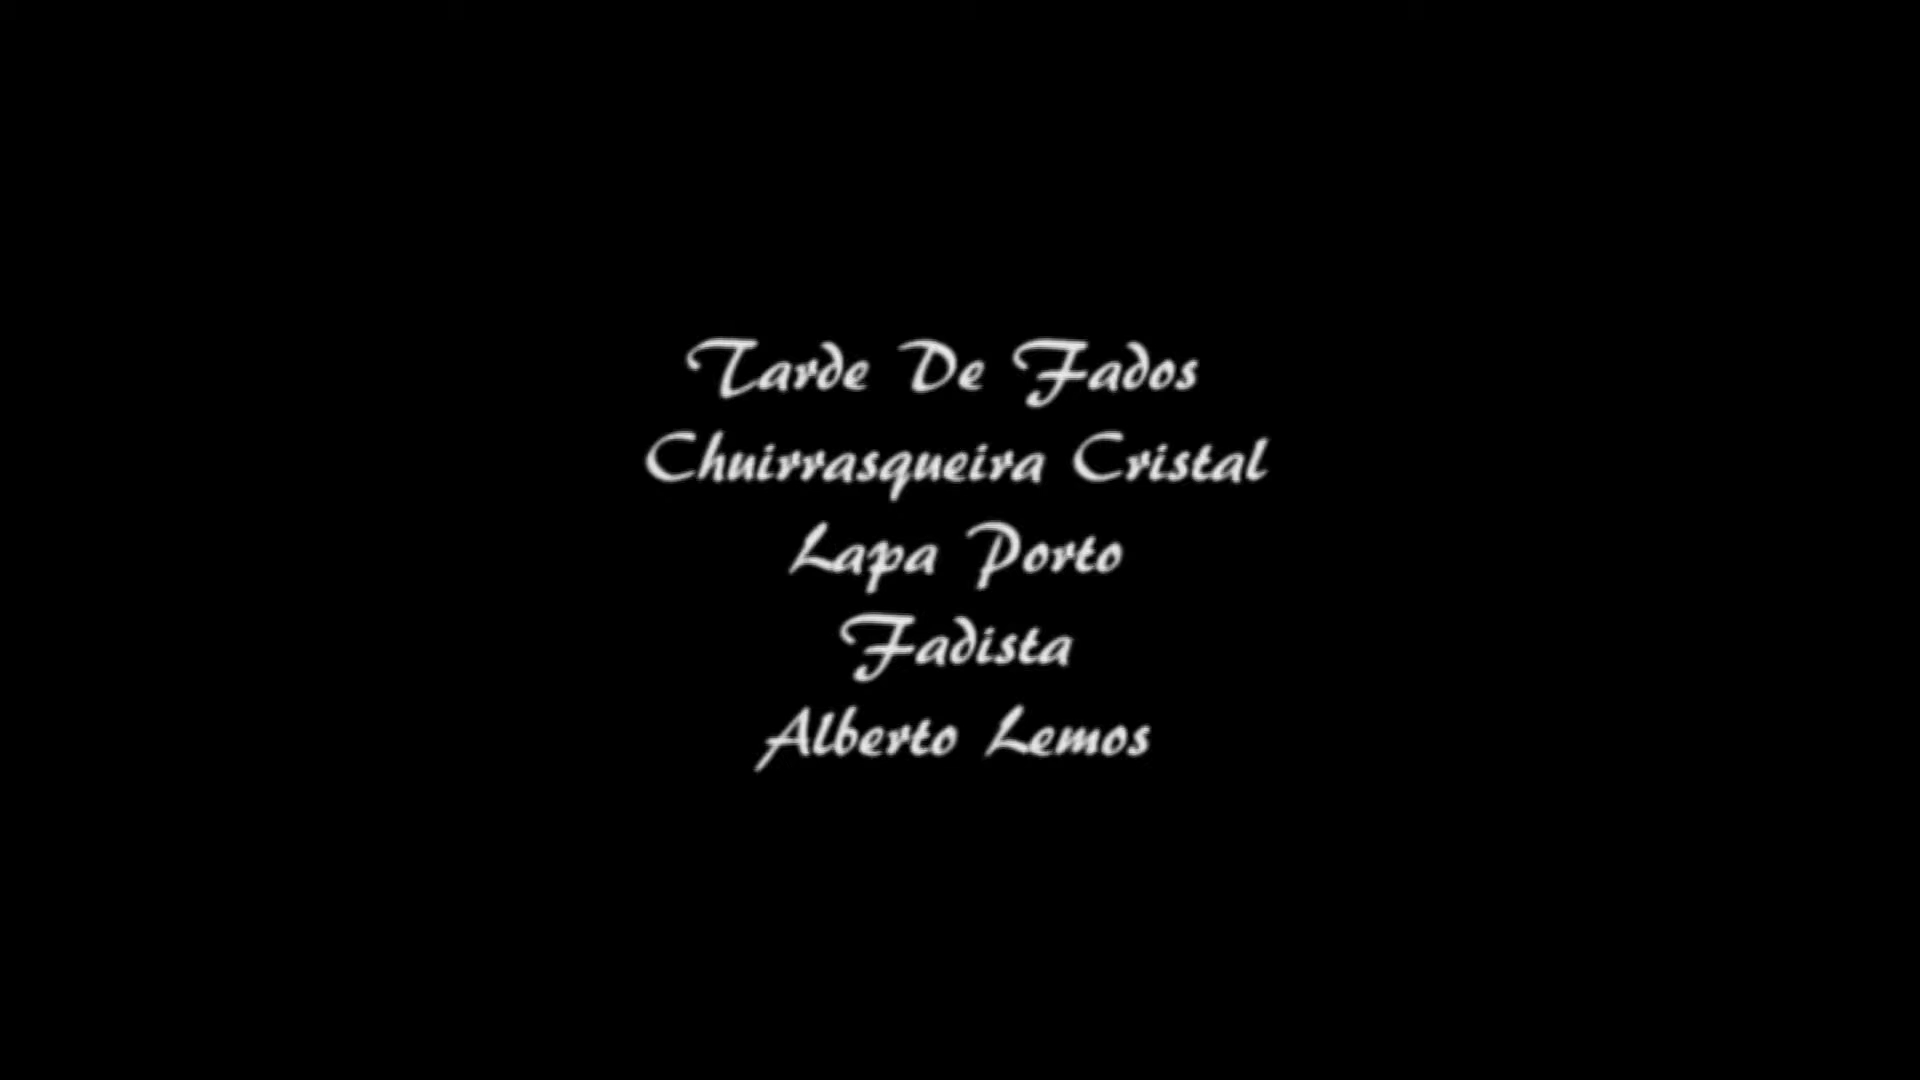 Tarde De Fados
Chuirrasqueira Cristal
Lapa Porto
Fadista
Alberto Lemos